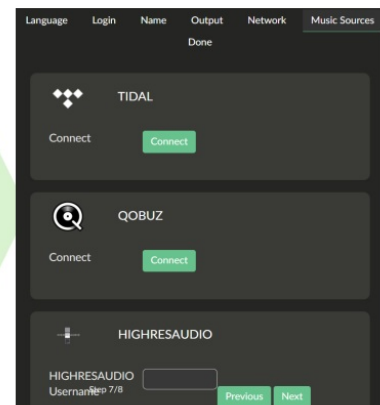 Language Login Name Output Network Music Sources
Done
TIDAL
Connect Connect
QOBUZ
Connect Connect
HIGHRESAUDIO
HIGHRESAUDIO
Username
Step 7/8 Previous Next